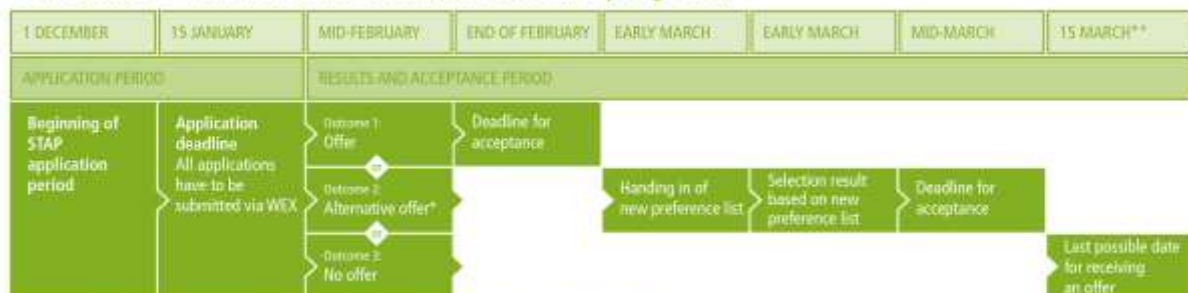 1 DECEMBER
15 JANUARY
MID-FEBRUARY
END OF FEBRUARY
EARLY MARCH
EARLY MARCH
MID-MARCH
15 MARCH**
APPLICATION PERIOD
RESULTS AND ACCEPTANCE PERIOD
Beginning of
STAP
application
period
Application
deadline
All applications
have to be
submitted via WEX
Outcome 1:
Offer
or
Outcome 2:
Alternative offer*
or
Outcome 3:
No offer
Deadline for
acceptance
Handing in of
new preference list
Selection result
based on new
preference list
Deadline for
acceptance
Last possible date
for receiving
an offer